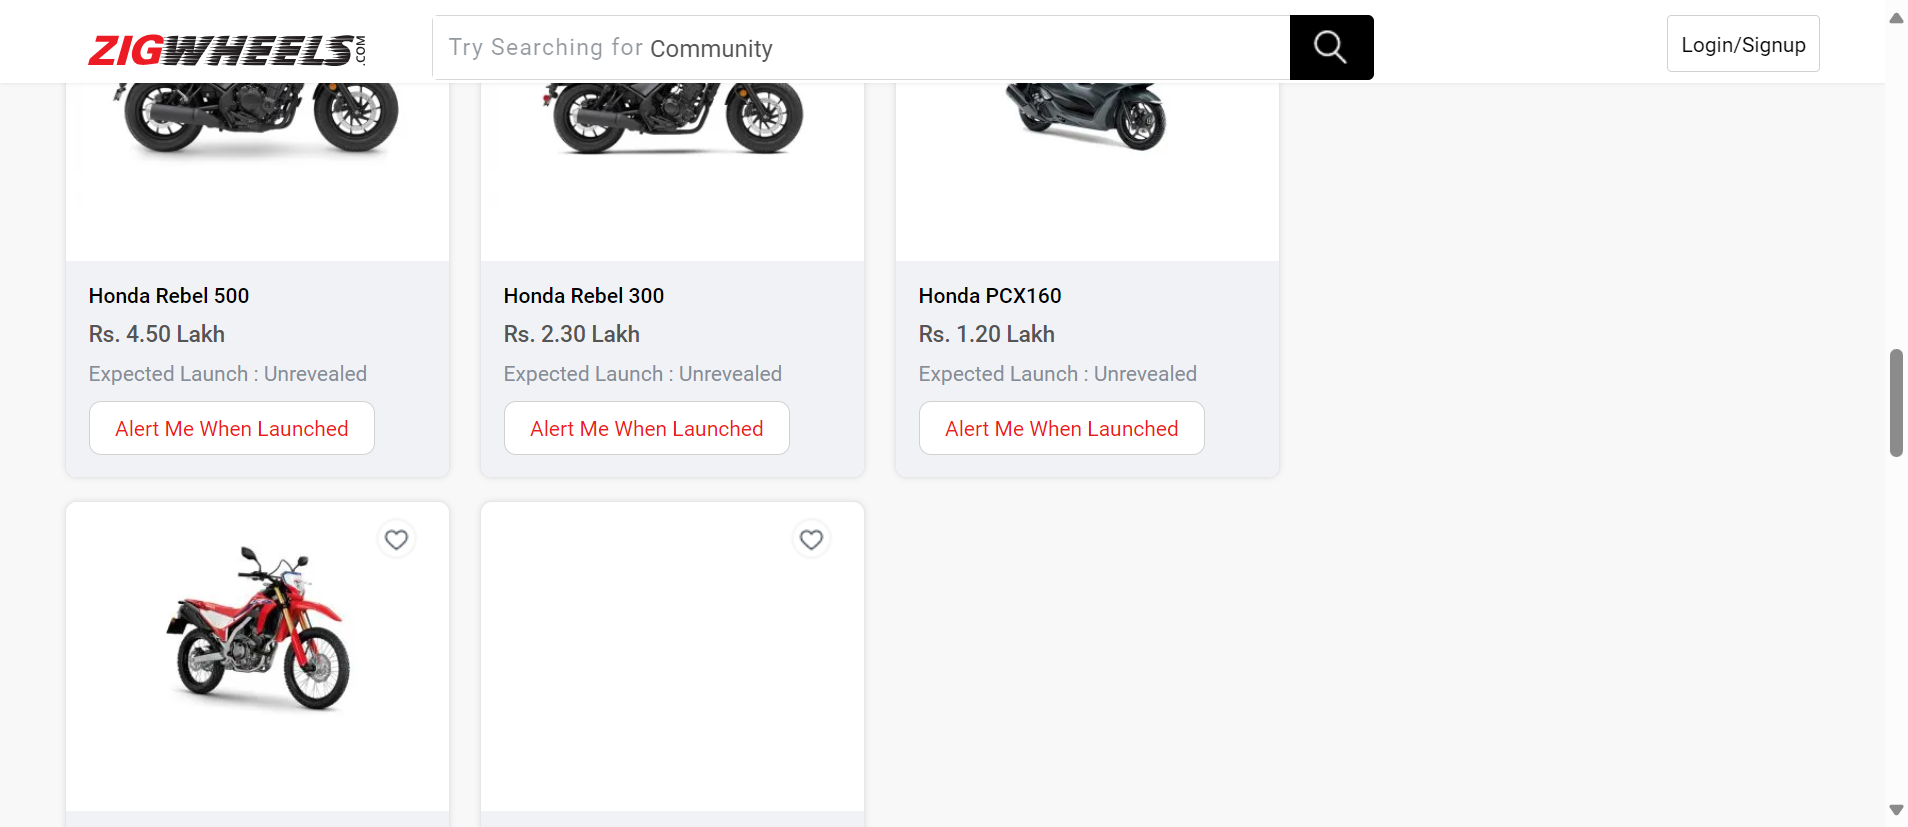 ZIGWHEELS.COM
Try Searching for Community
Login/Signup
Honda Rebel 500
Rs. 4.50 Lakh
Expected Launch : Unrevealed
Alert Me When Launched
Honda Rebel 300
Rs. 2.30 Lakh
Expected Launch : Unrevealed
Alert Me When Launched
Honda PCX160
Rs. 1.20 Lakh
Expected Launch : Unrevealed
Alert Me When Launched